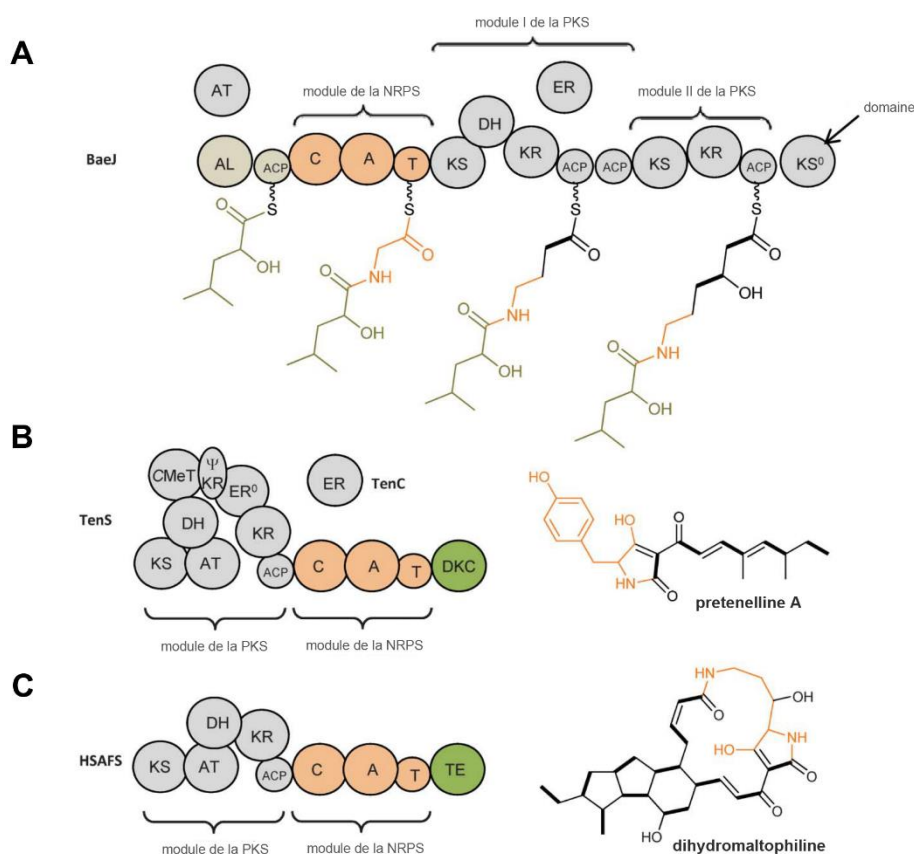 A
module I de la PKS
AT
module de la NRPS
ER
module II de la PKS
domaine
DH
BaeJ
AL ACP C A T KS KR ACP ACP KS KR ACP KS⁰
S S S S
O
OH
O
NH
O
OH
O
NH
O
OH
O
OH
NH
O
OH
B
CMeT Ψ KR ER⁰
ER TenC
TenS
DH KR
KS AT ACP C A T DKC
module de la PKS
module de la NRPS
HO
HO
O
HN
O
pretenelline A
C
DH KR
HSAFS
KS AT ACP C A T TE
module de la PKS
module de la NRPS
HN
O
OH
HO
NH
O
O
HO
dihydromaltophiline